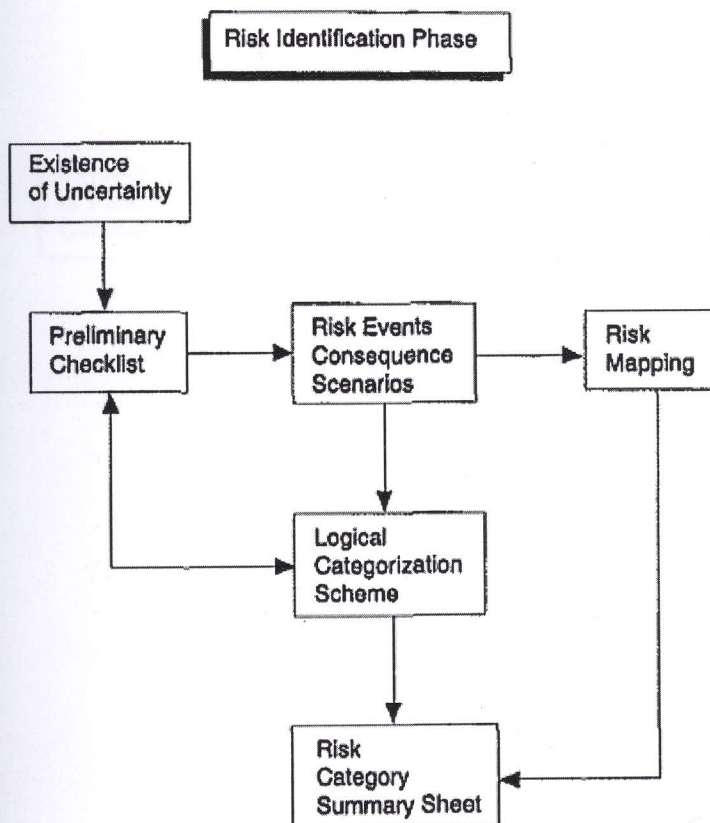 Risk Identification Phase
Existence
of Uncertainty
Preliminary
Checklist
Risk Events
Consequence
Scenarios
Risk
Mapping
Logical
Categorization
Scheme
Risk
Category
Summary Sheet